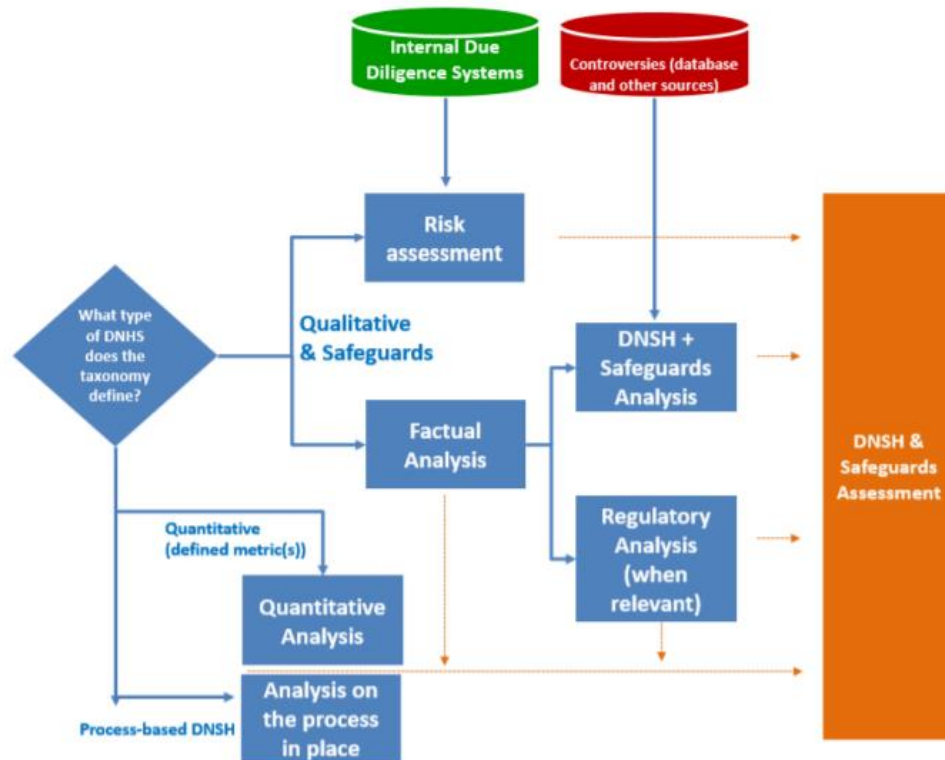 Internal Due
Diligence Systems
Controversies (database
and other sources)
Risk
assessment
What type
of DNHS
does the
taxonomy
define?
Qualitative
& Safeguards
DNSH +
Safeguards
Analysis
Factual
Analysis
DNSH &
Safeguards
Assessment
Regulatory
Analysis
(when
relevant)
Quantitative
(defined metric(s))
Quantitative
Analysis
Process-based DNSH
Analysis on
the process
in place